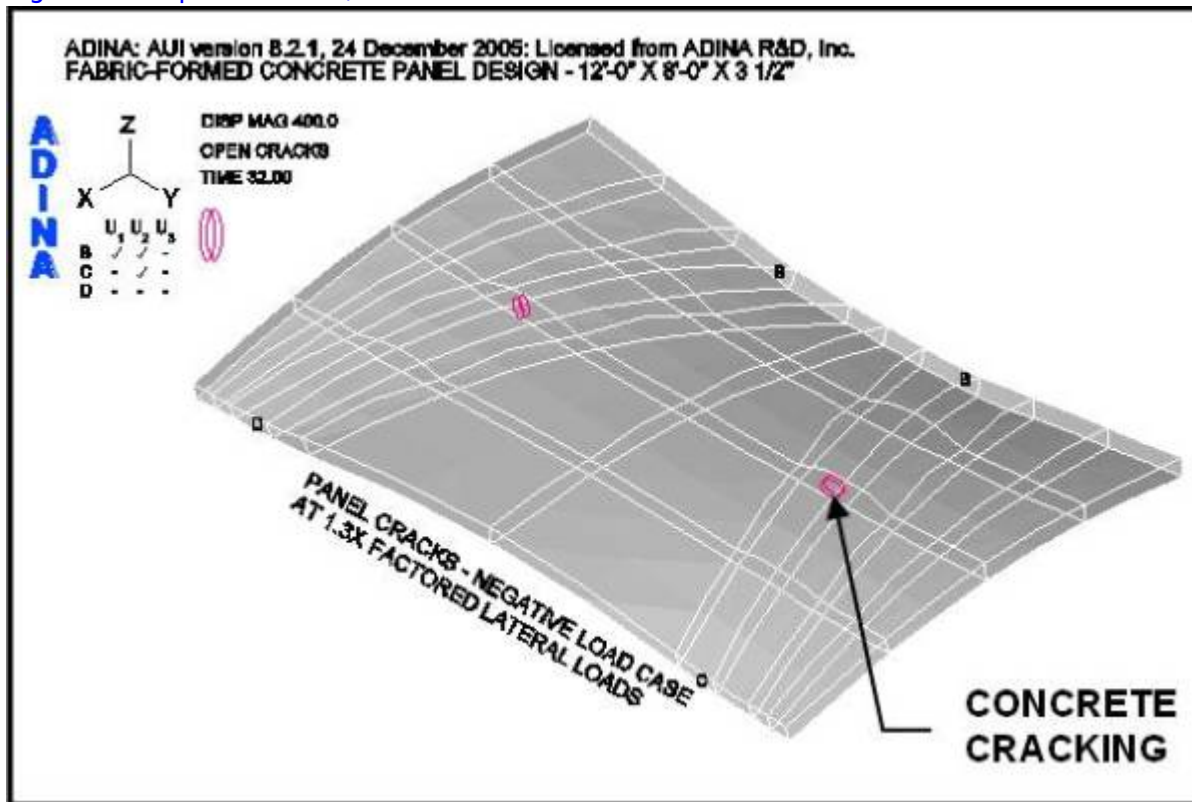 ADINA: AUI version 8.2.1, 24 December 2005: Licensed from ADINA R&D, Inc.
FABRIC-FORMED CONCRETE PANEL DESIGN - 12'-0" X 8'-0" X 3 1/2"
ADINA
Z
X Y
DISP MAG 400.0
OPEN CRACKS
TIME 32.00
U1 U2 U3
B ✓ ✓ -
C - ✓ -
D - - -
B
B
D
C
PANEL CRACKS - NEGATIVE LOAD CASE
AT 1.3X FACTORED LATERAL LOADS
CONCRETE
CRACKING